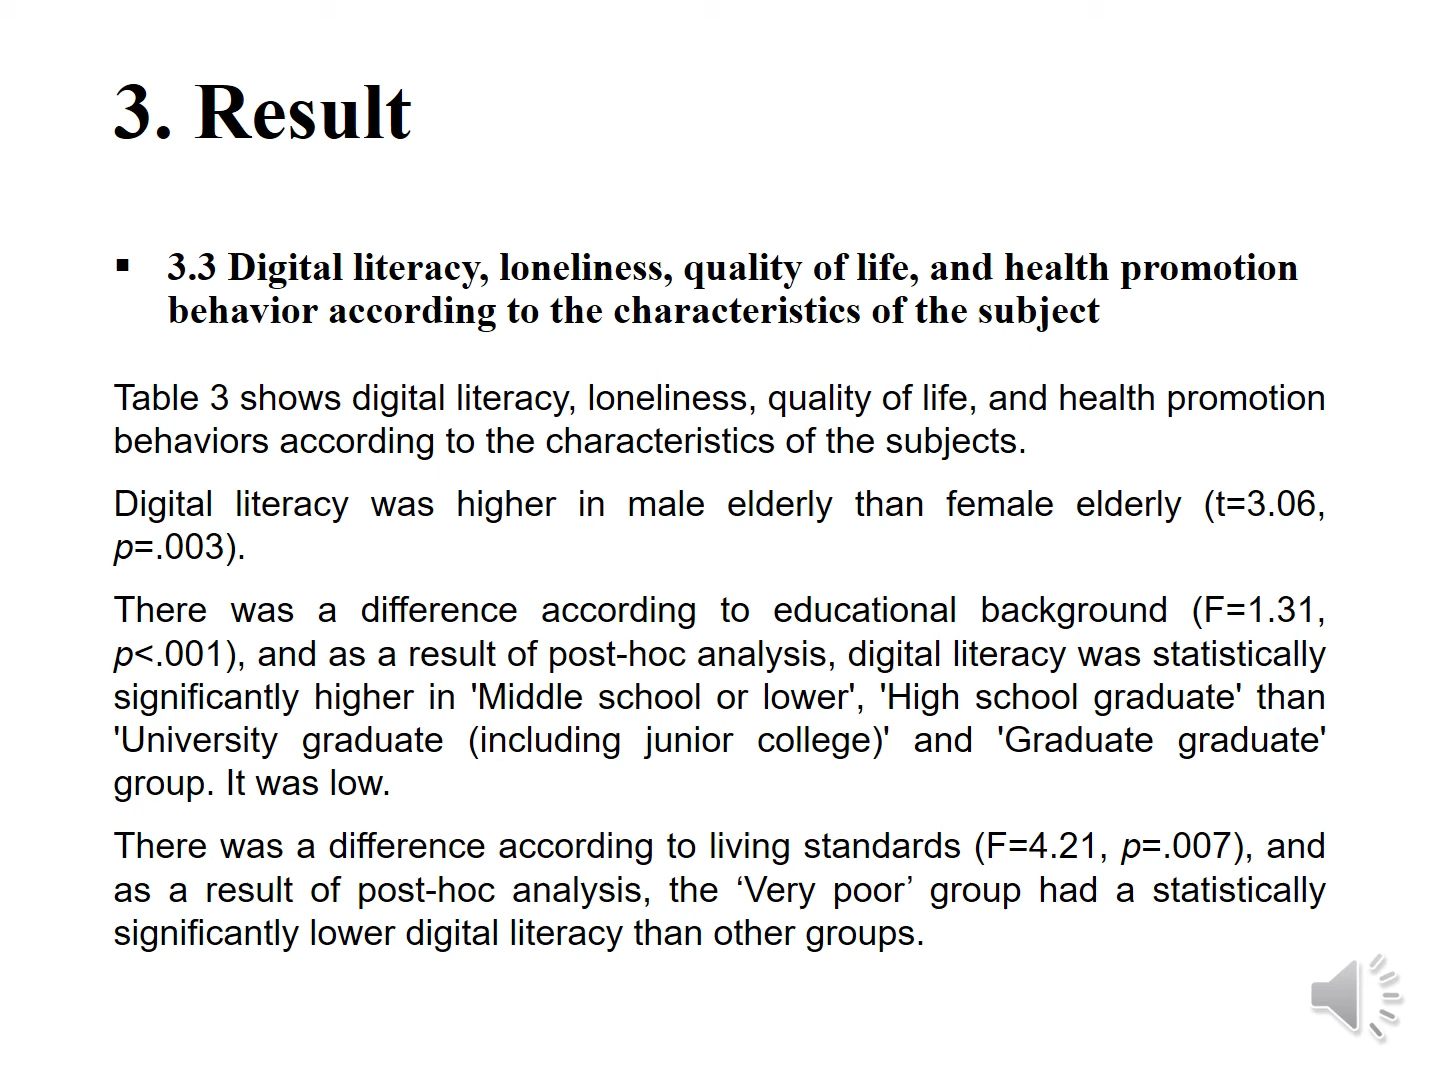 3. Result
▪ 3.3 Digital literacy, loneliness, quality of life, and health promotion
behavior according to the characteristics of the subject
Table 3 shows digital literacy, loneliness, quality of life, and health promotion
behaviors according to the characteristics of the subjects.
Digital literacy was higher in male elderly than female elderly (t=3.06,
p=.003).
There was a difference according to educational background (F=1.31,
p<.001), and as a result of post-hoc analysis, digital literacy was statistically
significantly higher in 'Middle school or lower', 'High school graduate' than
'University graduate (including junior college)' and 'Graduate graduate'
group. It was low.
There was a difference according to living standards (F=4.21, p=.007), and
as a result of post-hoc analysis, the ‘Very poor’ group had a statistically
significantly lower digital literacy than other groups.